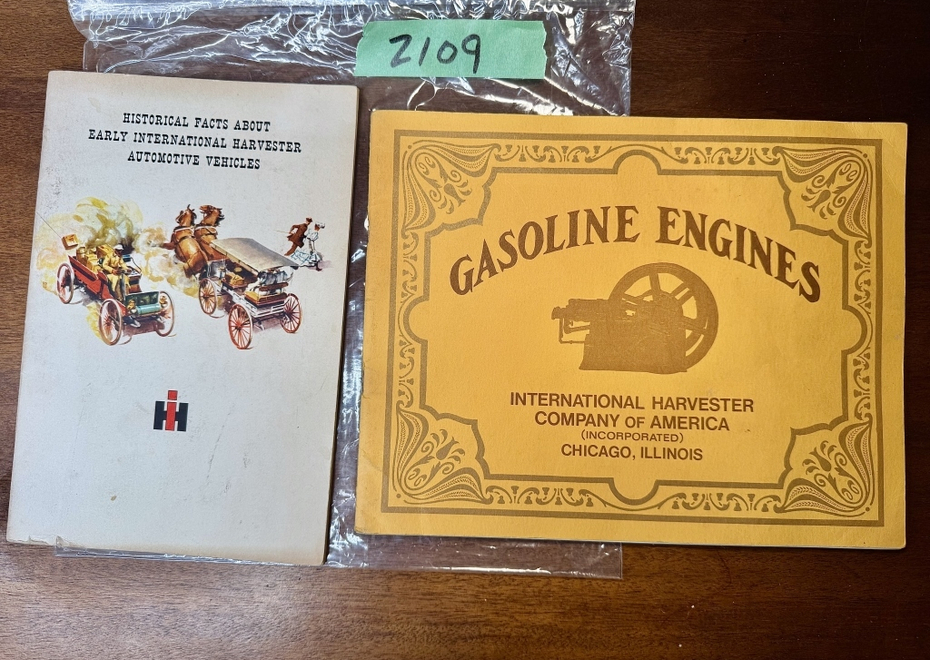 2109
HISTORICAL FACTS ABOUT
EARLY INTERNATIONAL HARVESTER
AUTOMOTIVE VEHICLES
IH
GASOLINE ENGINES
INTERNATIONAL HARVESTER
COMPANY OF AMERICA
(INCORPORATED)
CHICAGO, ILLINOIS